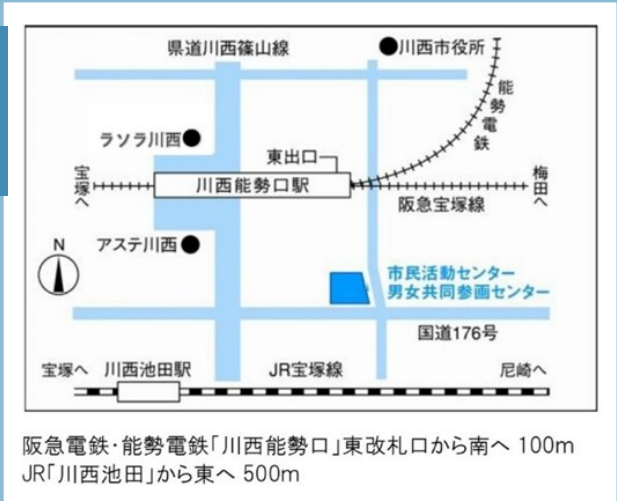 県道川西篠山線
川西市役所
能勢電鉄
ラソラ川西
東出口
宝塚へ
川西能勢口駅
梅田へ
阪急宝塚線
N
アステ川西
市民活動センター
男女共同参画センター
国道176号
宝塚へ
川西池田駅
JR宝塚線
尼崎へ
阪急電鉄・能勢電鉄「川西能勢口」東改札口から南へ 100m
JR「川西池田」から東へ 500m